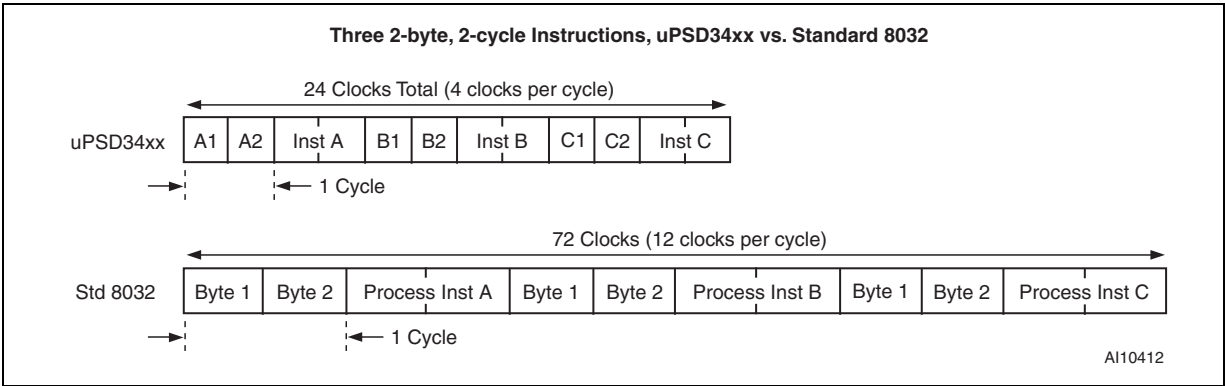 Three 2-byte, 2-cycle Instructions, uPSD34xx vs. Standard 8032
24 Clocks Total (4 clocks per cycle)
uPSD34xx A1 A2 Inst A B1 B2 Inst B C1 C2 Inst C
1 Cycle
72 Clocks (12 clocks per cycle)
Std 8032 Byte 1 Byte 2 Process Inst A Byte 1 Byte 2 Process Inst B Byte 1 Byte 2 Process Inst C
1 Cycle
AI10412